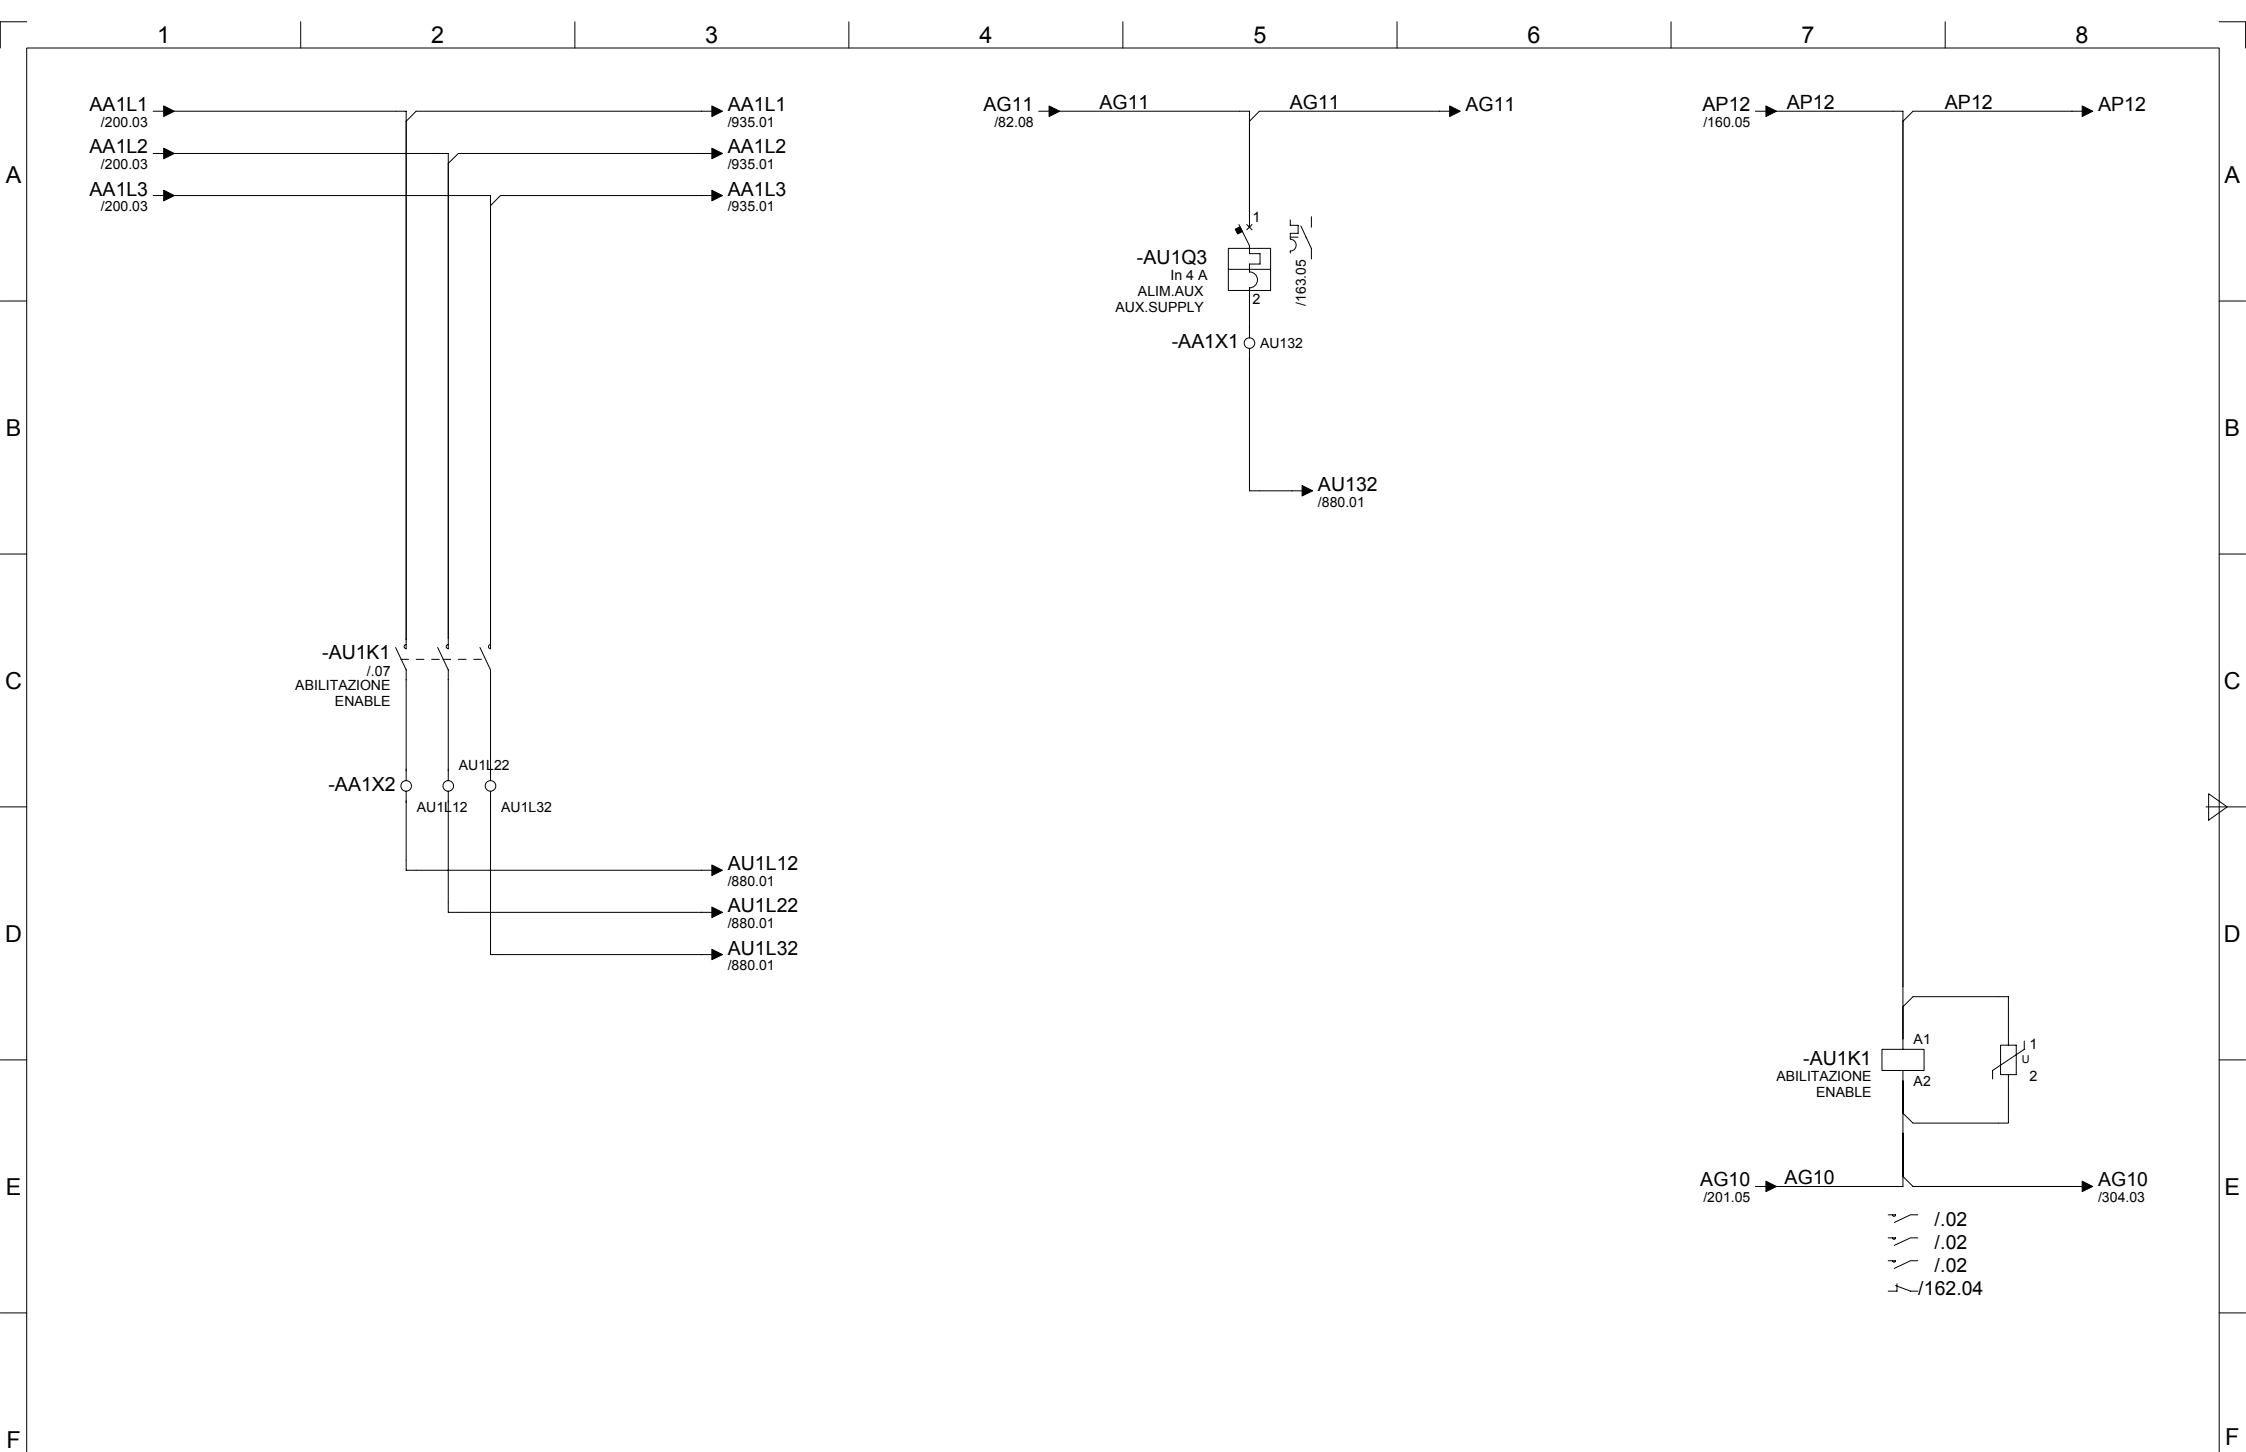 1 2 3 4 5 6 7 8
AA1L1
/200.03
AA1L1
/935.01
AA1L2
/200.03
AA1L2
/935.01
AA1L3
/200.03
AA1L3
/935.01
AG11
/82.08
AG11
AG11
AG11
AP12
/160.05
AP12
AP12
AP12
A
A
1
-AU1Q3
In 4 A
ALIM.AUX
AUX.SUPPLY
2
/163.05
-AA1X1
AU132
B
B
AU132
/880.01
-AU1K1
/.07
ABILITAZIONE
ENABLE
C
C
AU1L22
-AA1X2
AU1L12
AU1L32
AU1L12
/880.01
AU1L22
/880.01
AU1L32
/880.01
D
D
-AU1K1
ABILITAZIONE
ENABLE
A1
A2
1
U
2
E
E
AG10
/201.05
AG10
AG10
/304.03
/.02
/.02
/.02
/162.04
F
F